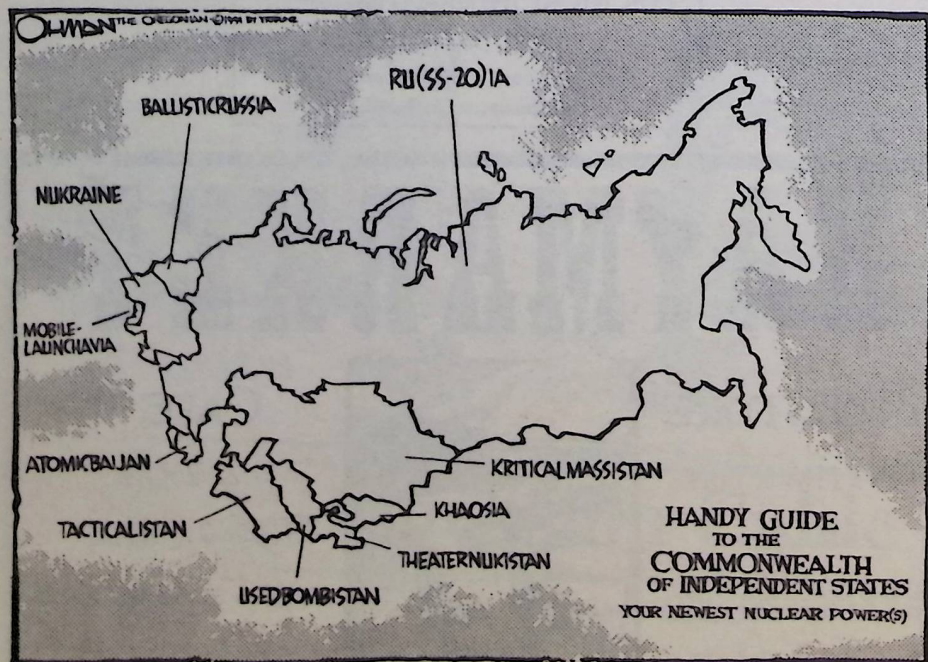 OHMAN THE OREGONIAN ©1991 BY TRIBUNE
RU(SS-20)IA
BALLISTICRUSSIA
NUKRAINE
MOBILE-
LAUNCHAVIA
ATOMICBAIJAN
KRITICALMASSISTAN
TACTICALISTAN
KHAOSIA
THEATERNUKISTAN
USEDBOMBISTAN
HANDY GUIDE
TO THE
COMMONWEALTH
OF INDEPENDENT STATES
YOUR NEWEST NUCLEAR POWER(S)